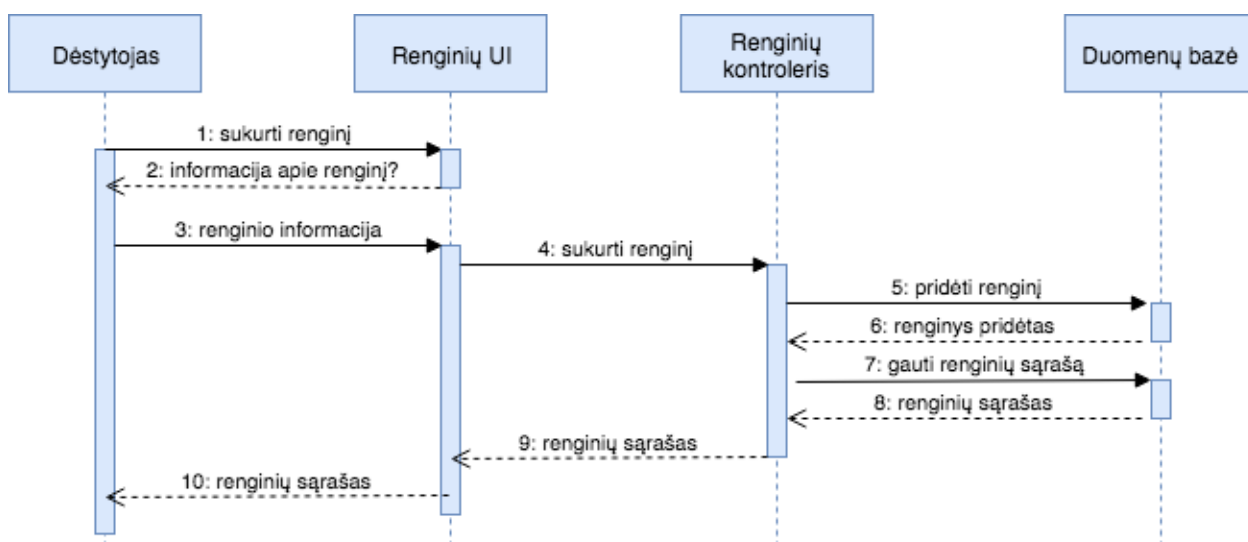 Dėstytojas
Renginių UI
Renginių
kontroleris
Duomenų bazė
1: sukurti renginį
2: informacija apie renginį?
3: renginio informacija
4: sukurti renginį
5: pridėti renginį
6: renginys pridėtas
7: gauti renginių sąrašą
8: renginių sąrašas
9: renginių sąrašas
10: renginių sąrašas